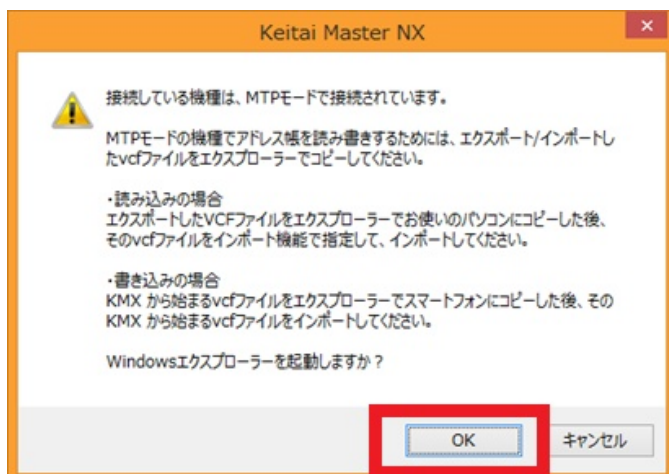 Keitai Master NX
接続している機種は、MTPモードで接続されています。
MTPモードの機種でアドレス帳を読み書きするためには、エクスポート/インポートし
たvcfファイルをエクスプローラーでコピーしてください。
・読み込みの場合
エクスポートしたVCFファイルをエクスプローラーでお使いのパソコンにコピーした後、
そのvcfファイルをインポート機能で指定して、インポートしてください。
・書き込みの場合
KMX から始まるvcfファイルをエクスプローラーでスマートフォンにコピーした後、その
KMX から始まるvcfファイルをインポートしてください。
Windowsエクスプローラーを起動しますか？
OK
キャンセル